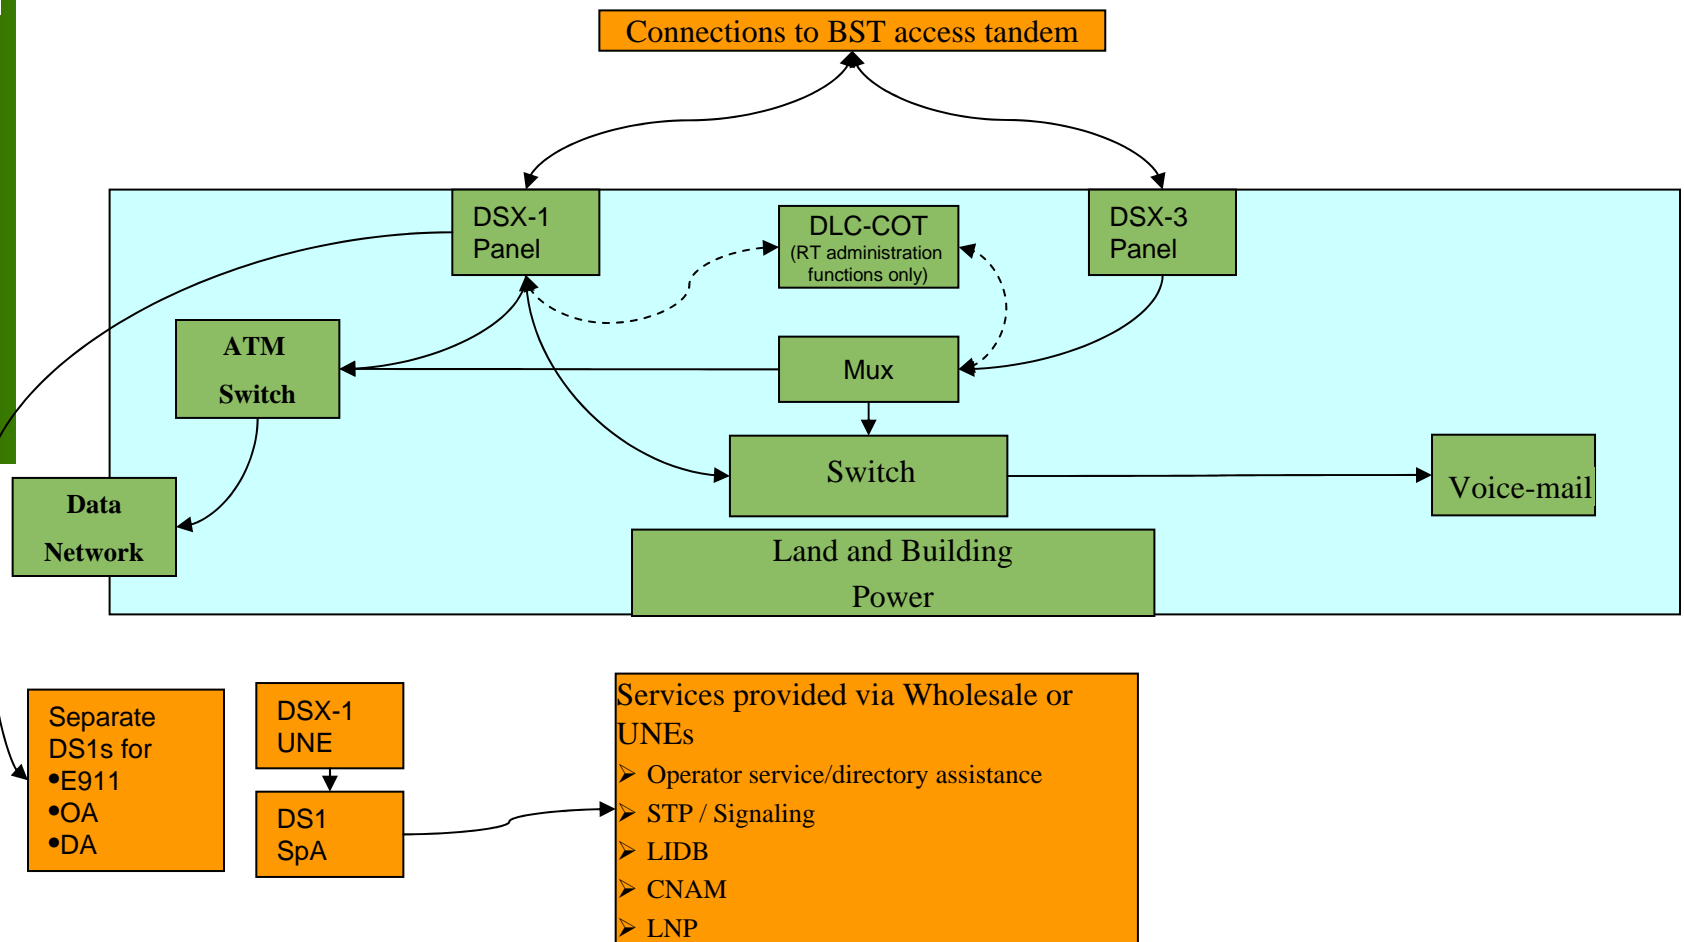 Connections to BST access tandem
DSX-1
Panel
DLC-COT
(RT administration
functions only)
DSX-3
Panel
ATM
Switch
Mux
Switch
Voice-mail
Data
Network
Land and Building
Power
Separate
DS1s for
•E911
•OA
•DA
DSX-1
UNE
DS1
SpA
Services provided via Wholesale or
UNEs
➢ Operator service/directory assistance
➢ STP / Signaling
➢ LIDB
➢ CNAM
➢ LNP